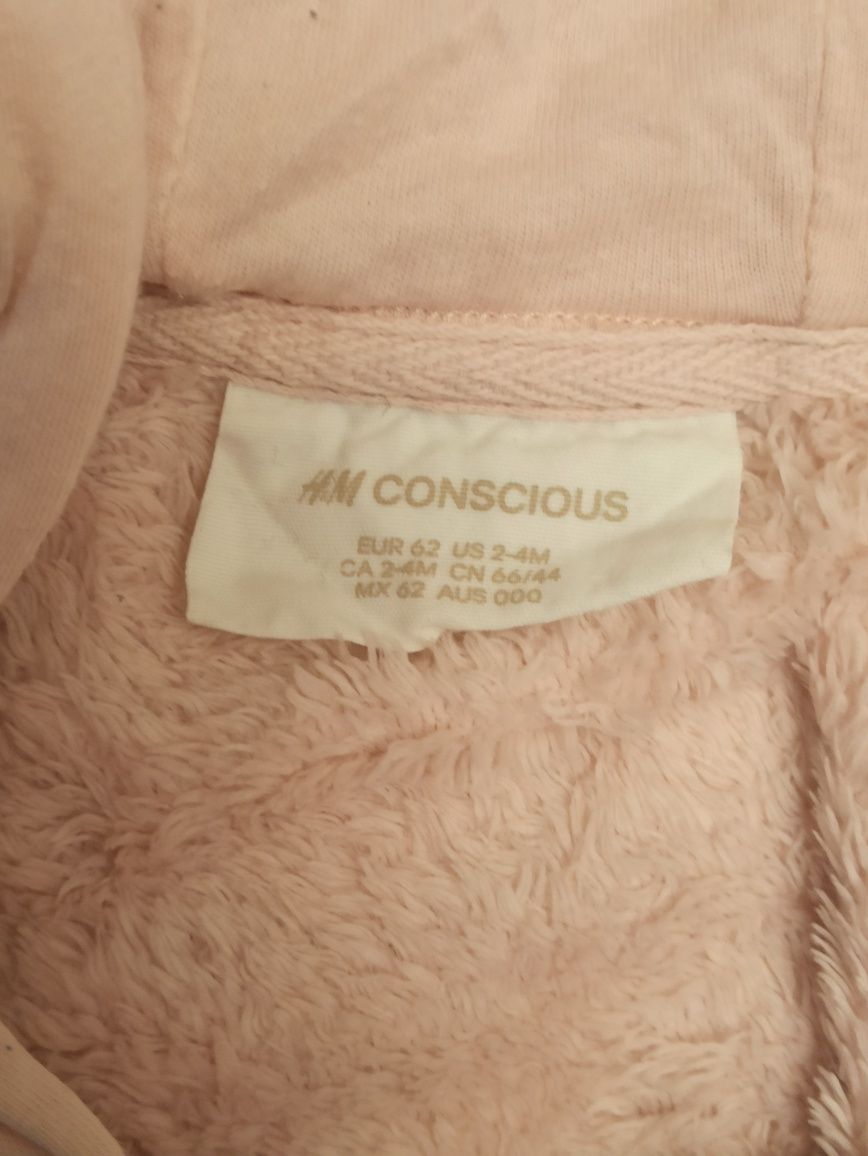 H&M CONSCIOUS
EUR 62 US 2-4M
CA 2-4M CN 66/44
MX 62 AUS 000